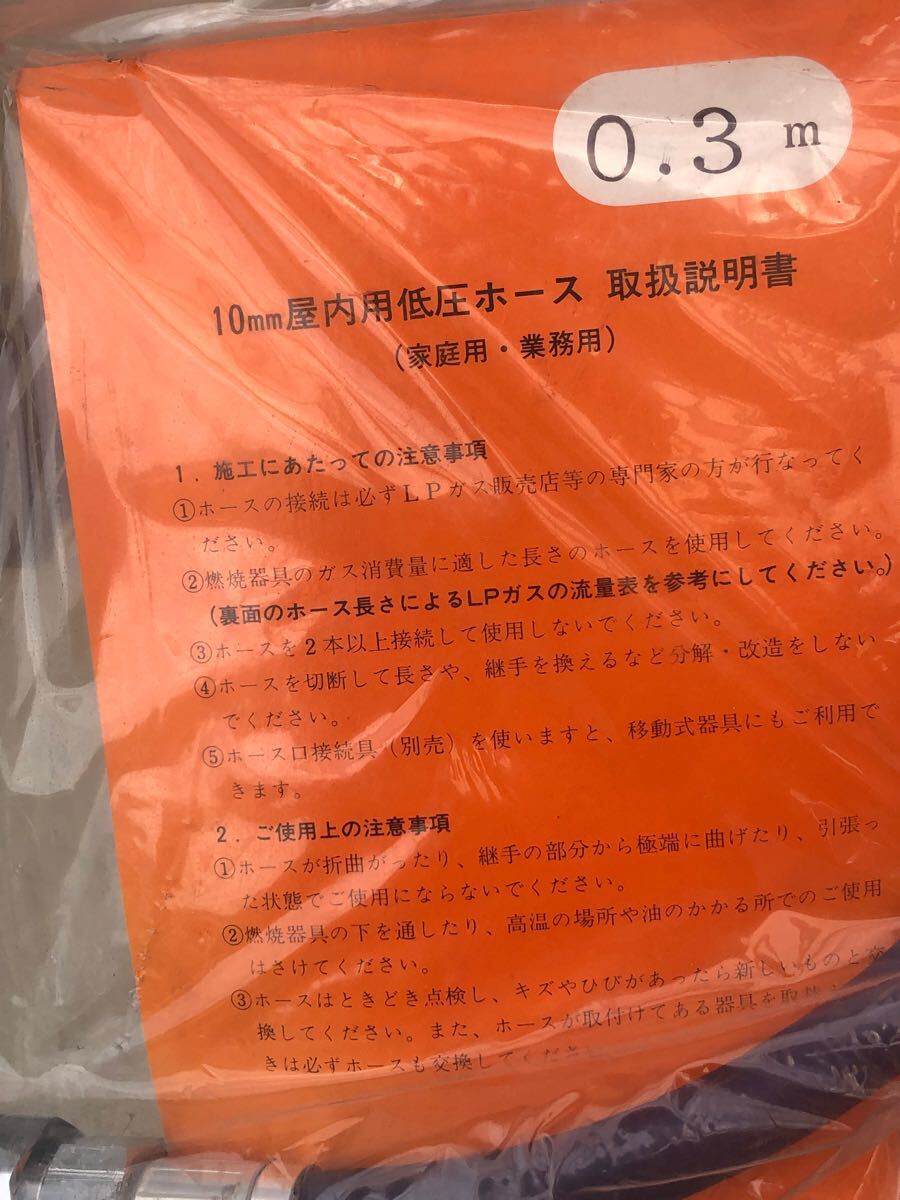 0.3 m
10mm屋内用低圧ホース 取扱説明書
(家庭用・業務用)
1. 施工にあたっての注意事項
①ホースの接続は必ずLPガス販売店等の専門家の方が行なってく
ださい。
②燃焼器具のガス消費量に適した長さのホースを使用してください。
(裏面のホース長さによるLPガスの流量表を参考にしてください。)
③ホースを2本以上接続して使用しないでください。
④ホースを切断して長さや、継手を換えるなど分解・改造をしない
でください。
⑤ホース口接続具(別売)を使いますと、移動式器具にもご利用で
きます。
2. ご使用上の注意事項
①ホースが折曲がったり、継手の部分から極端に曲げたり、引張っ
た状態でご使用にならないでください。
②燃焼器具の下を通したり、高温の場所や油のかかる所でのご使用
はさけてください。
③ホースはときどき点検し、キズやひびがあったら新しいものと交
換してください。また、ホースが取付けてある器具を取替
きは必ずホースも交換してくださ